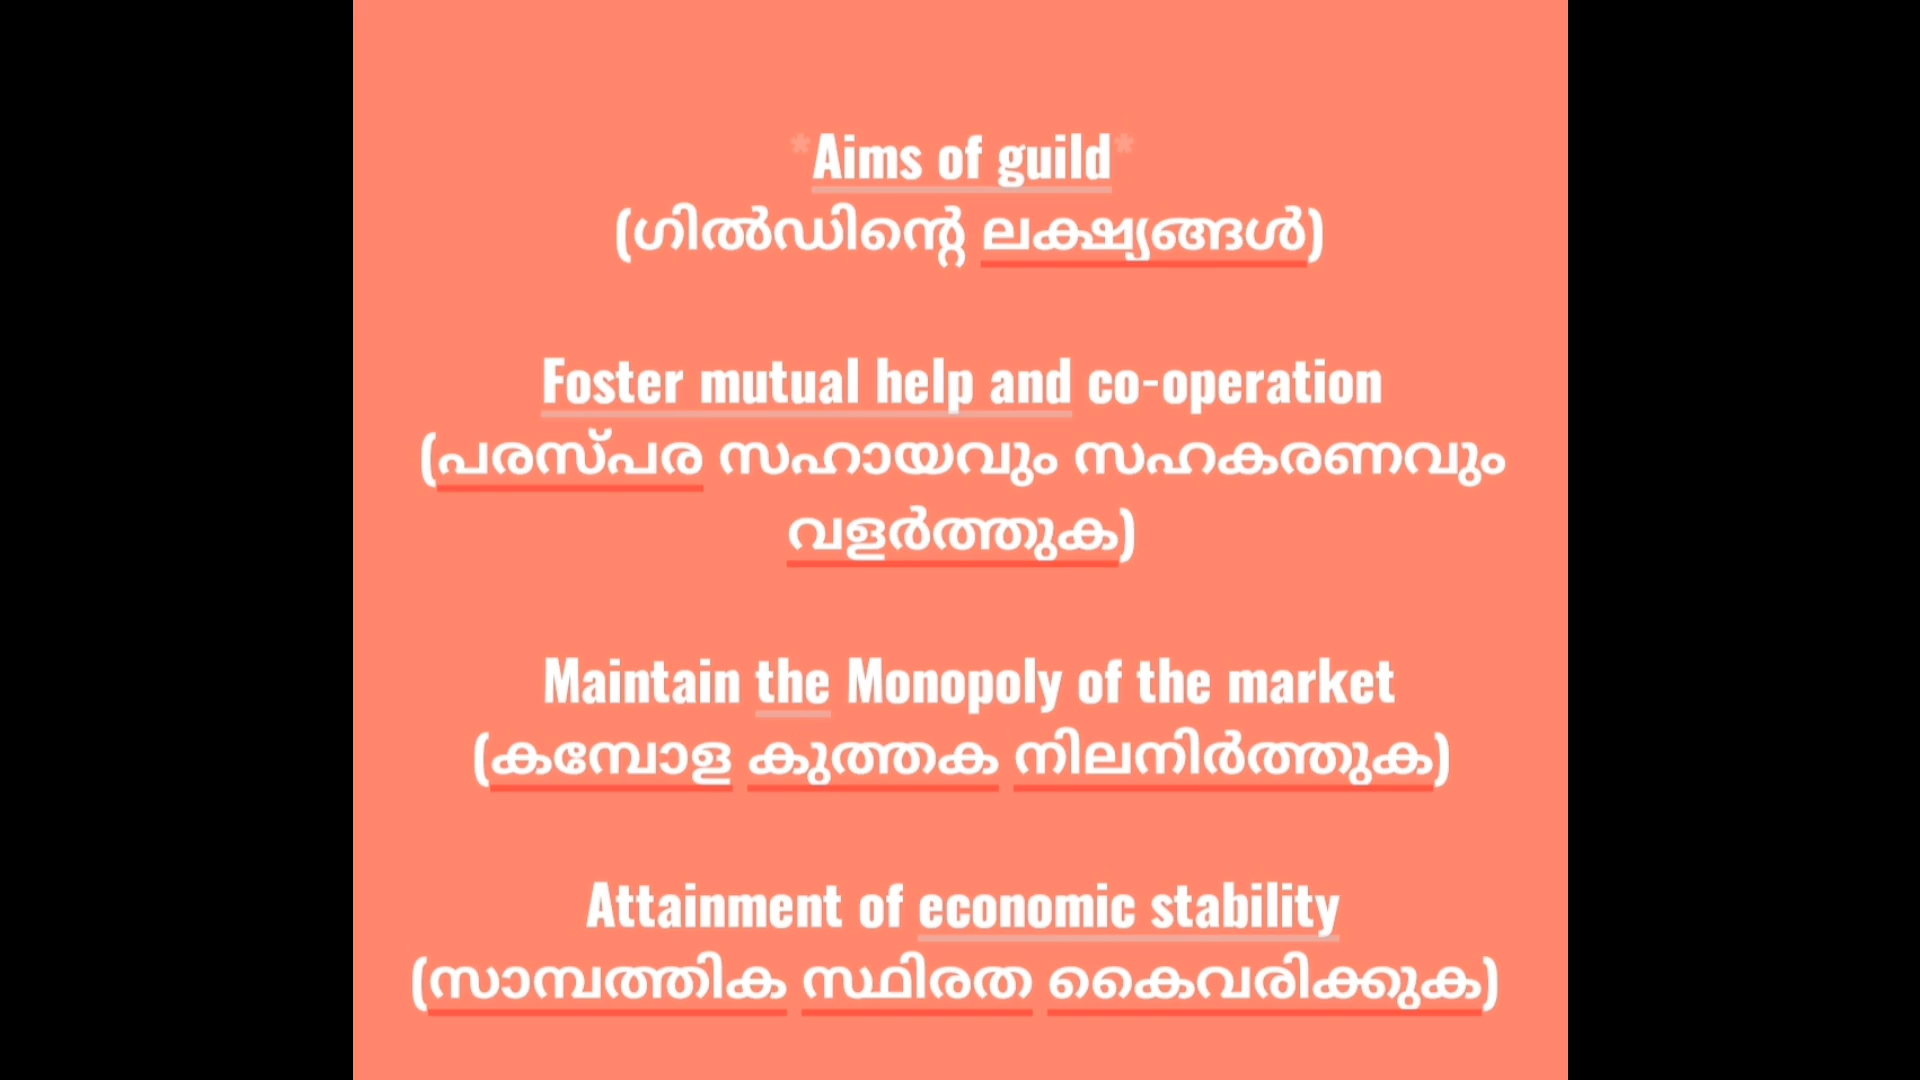 *Aims of guild*
(ഗിൽഡിന്റെ ലക്ഷ്യങ്ങൾ)
Foster mutual help and co-operation
(പരസ്പര സഹായവും സഹകരണവും
വളർത്തുക)
Maintain the Monopoly of the market
(കമ്പോള കുത്തക നിലനിർത്തുക)
Attainment of economic stability
(സാമ്പത്തിക സ്ഥിരത കൈവരിക്കുക)